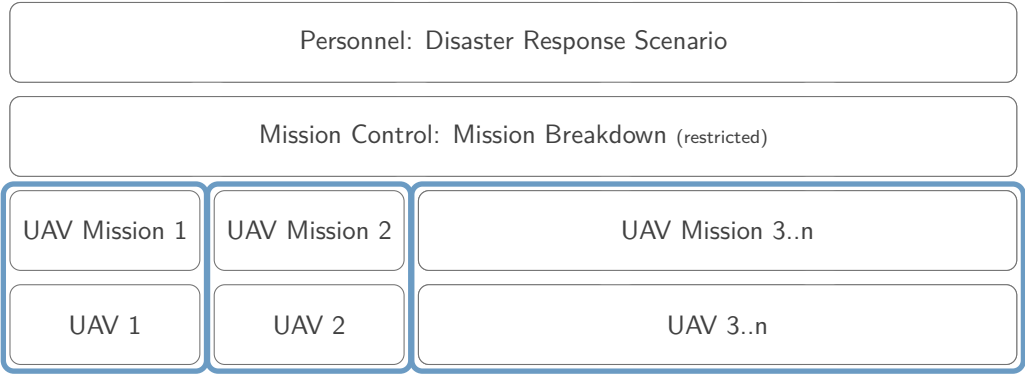 Personnel: Disaster Response Scenario
Mission Control: Mission Breakdown (restricted)
UAV Mission 1 UAV Mission 2 UAV Mission 3..n
UAV 1 UAV 2 UAV 3..n